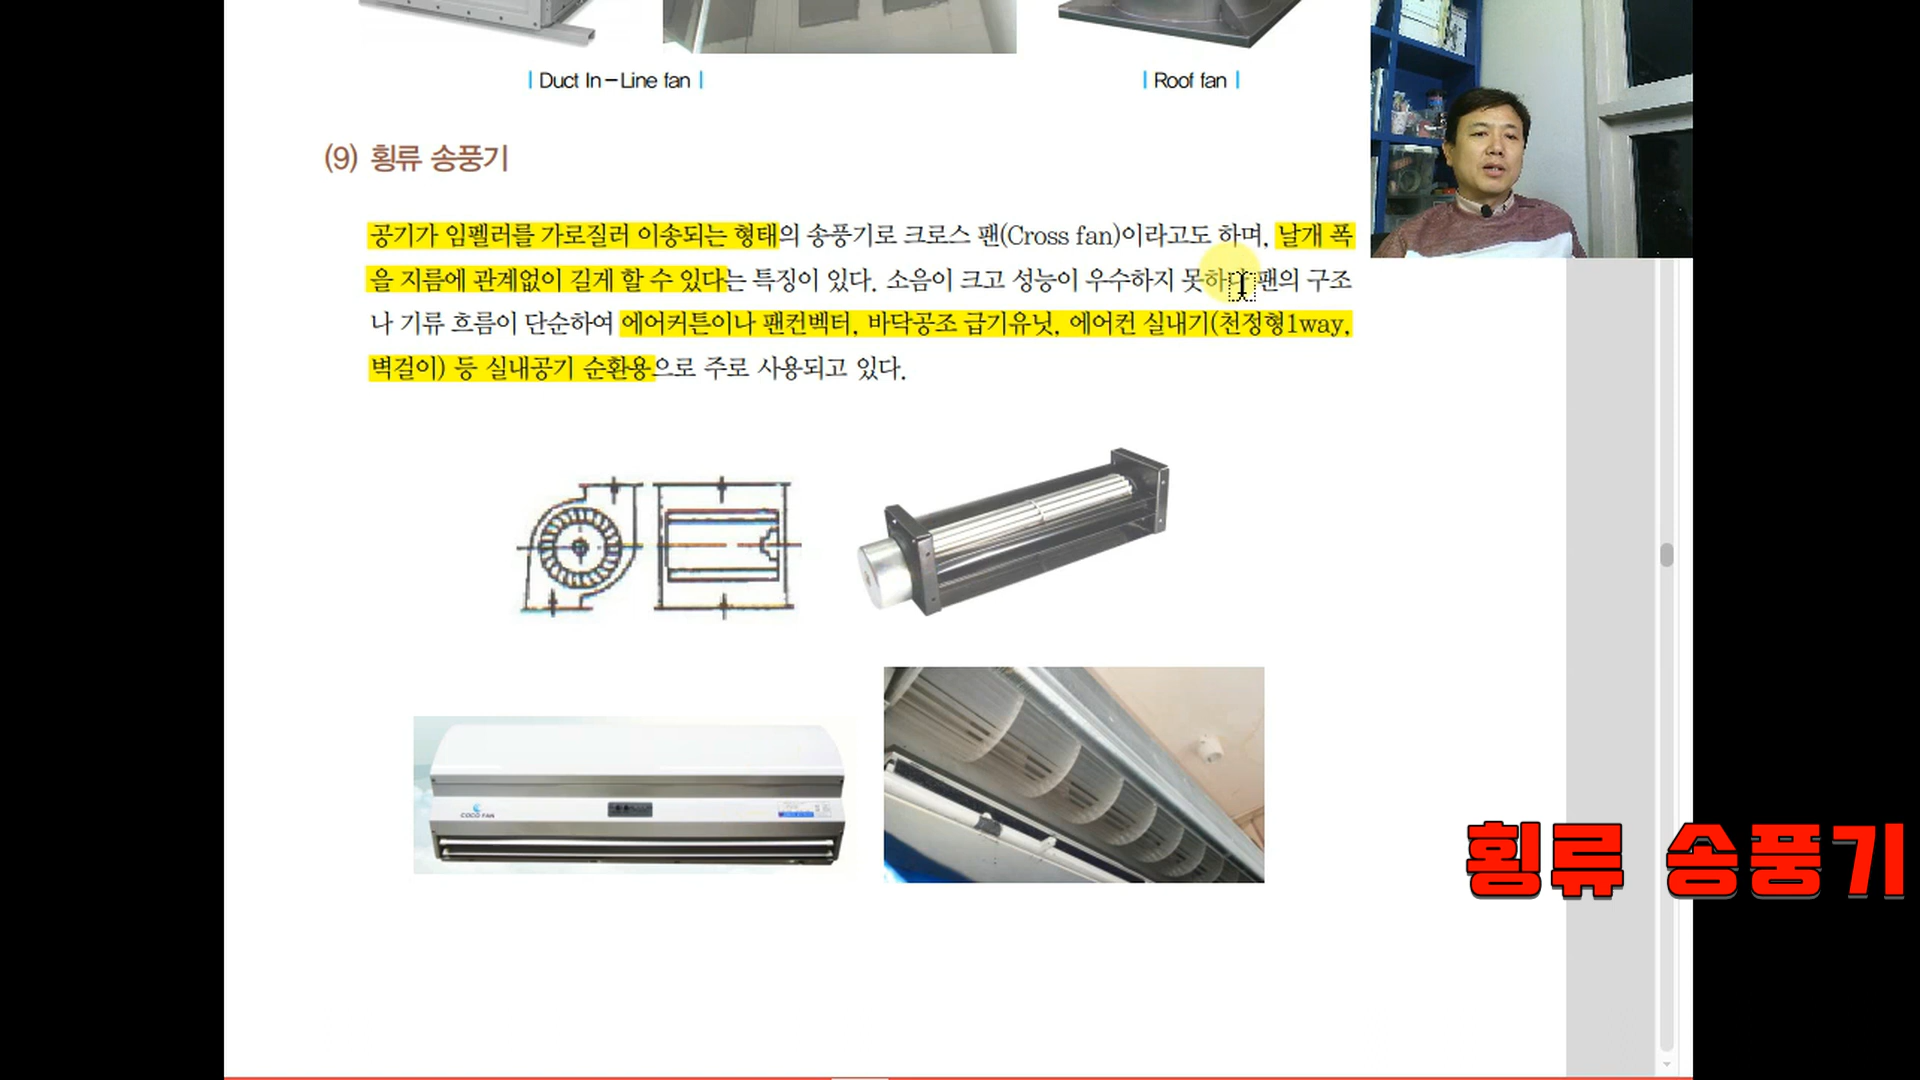 | Duct In-Line fan |
| Roof fan |
(9) 횡류 송풍기
공기가 임펠러를 가로질러 이송되는 형태의 송풍기로 크로스 팬(Cross fan)이라고도 하며, 날개 폭
을 지름에 관계없이 길게 할 수 있다는 특징이 있다. 소음이 크고 성능이 우수하지 못하나 팬의 구조
나 기류 흐름이 단순하여 에어커튼이나 팬컨벡터, 바닥공조 급기유닛, 에어컨 실내기(천정형1way,
벽걸이) 등 실내공기 순환용으로 주로 사용되고 있다.
COCO FAN
횡류 송풍기